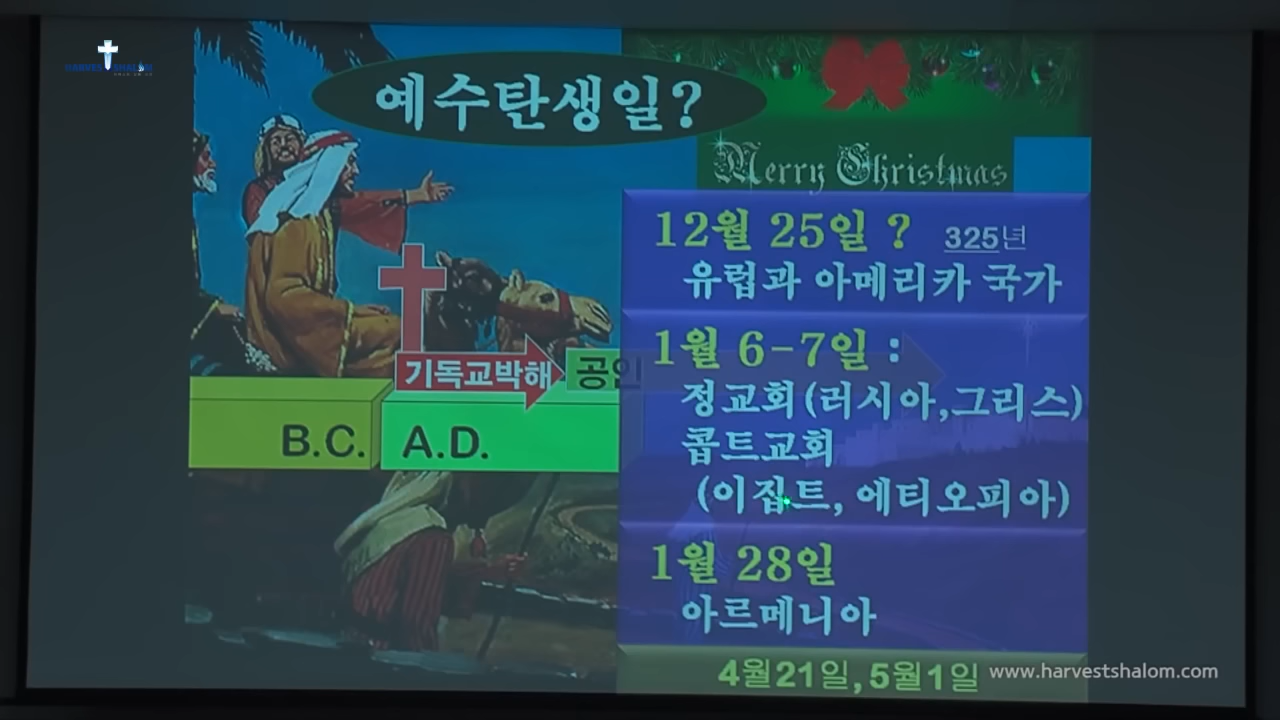 HARVEST SHALOM
예수탄생일?
Merry Christmas
12월 25일 ? 325년
유럽과 아메리카 국가
1월 6-7일 :
정교회(러시아,그리스)
콥트교회
(이집트, 에티오피아)
1월 28일
아르메니아
4월21일,5월1일
기독교박해
공인
B.C.
A.D.
www.harvestshalom.com